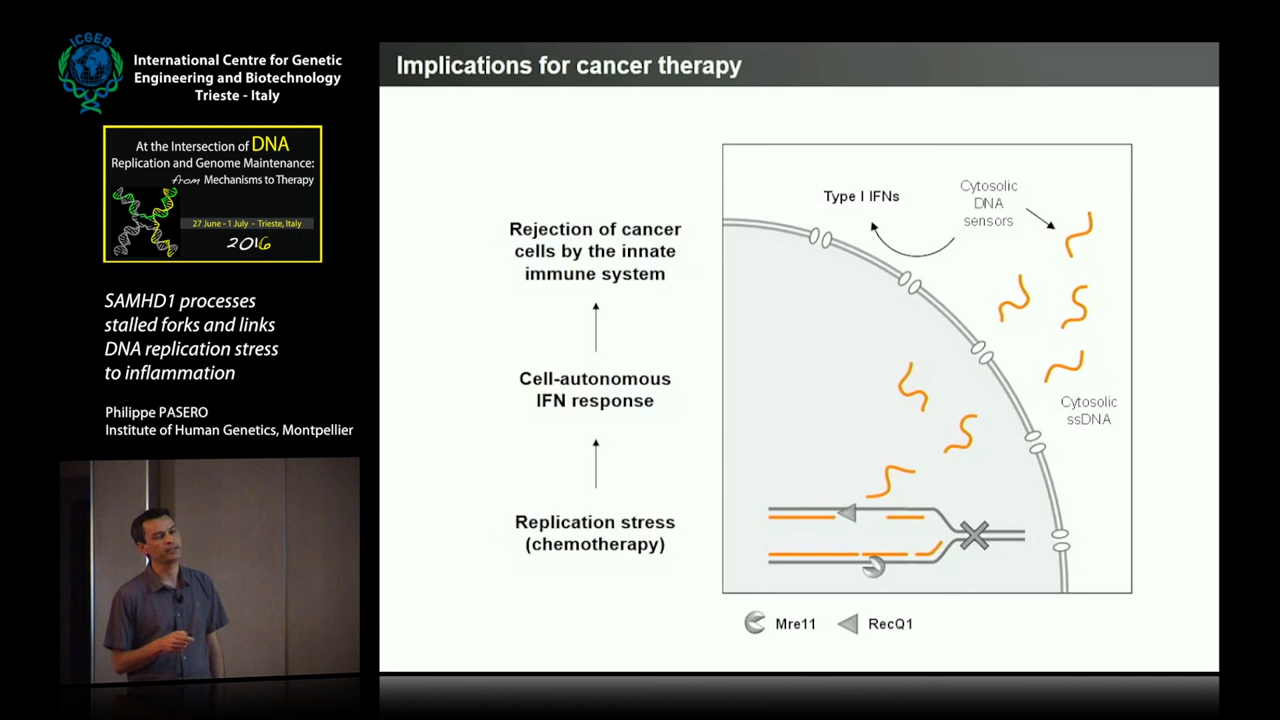 ICGEB
International Centre for Genetic
Engineering and Biotechnology
Trieste - Italy
At the Intersection of DNA
Replication and Genome Maintenance:
from Mechanisms to Therapy
27 June - 1 July - Trieste, Italy
2016
SAMHD1 processes
stalled forks and links
DNA replication stress
to inflammation
Philippe PASERO
Institute of Human Genetics, Montpellier
Implications for cancer therapy
Rejection of cancer
cells by the innate
immune system
Cell-autonomous
IFN response
Replication stress
(chemotherapy)
Type I IFNs
Cytosolic
DNA
sensors
Cytosolic
ssDNA
Mre11
RecQ1